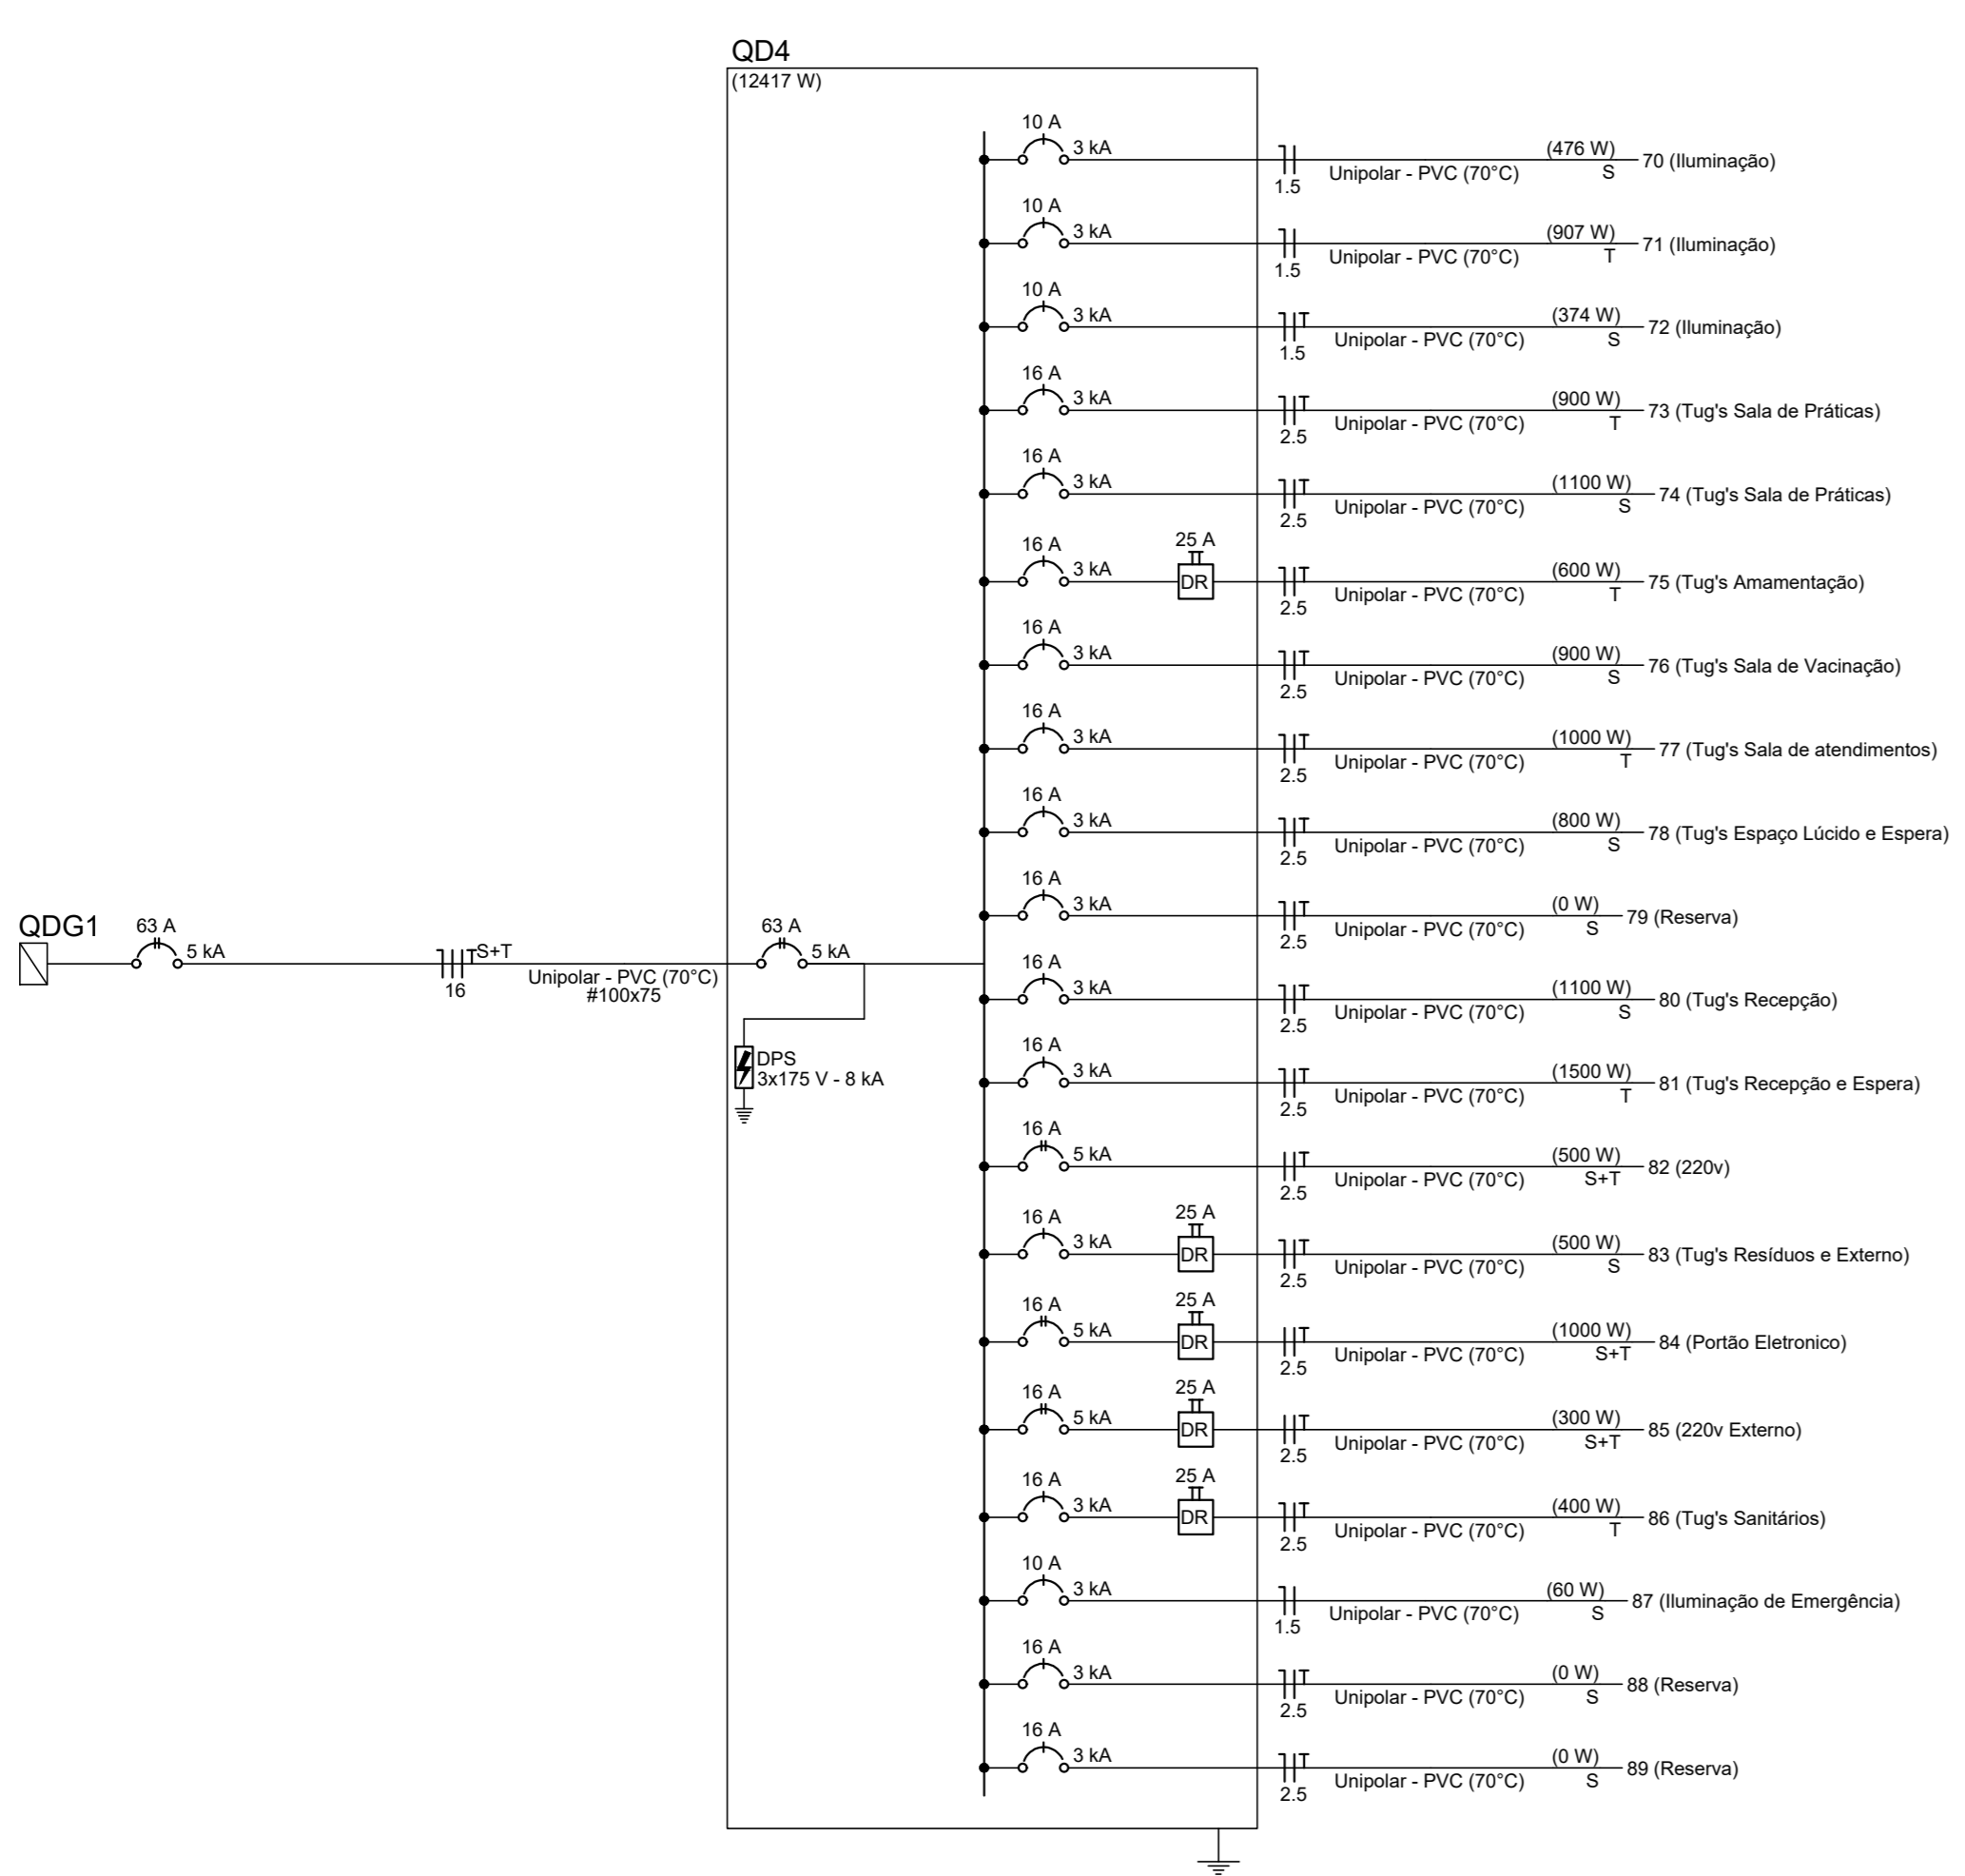 QD4
(12417 W)
10 A
3 kA
1.5
Unipolar - PVC (70°C)
(476 W)
S
70 (Iluminação)
10 A
3 kA
1.5
Unipolar - PVC (70°C)
(907 W)
T
71 (Iluminação)
10 A
3 kA
T
1.5
Unipolar - PVC (70°C)
(374 W)
S
72 (Iluminação)
16 A
3 kA
T
2.5
Unipolar - PVC (70°C)
(900 W)
T
73 (Tug's Sala de Práticas)
16 A
3 kA
T
2.5
Unipolar - PVC (70°C)
(1100 W)
S
74 (Tug's Sala de Práticas)
16 A
3 kA
25 A
DR
T
2.5
Unipolar - PVC (70°C)
(600 W)
T
75 (Tug's Amamentação)
16 A
3 kA
T
2.5
Unipolar - PVC (70°C)
(900 W)
S
76 (Tug's Sala de Vacinação)
16 A
3 kA
T
2.5
Unipolar - PVC (70°C)
(1000 W)
T
77 (Tug's Sala de atendimentos)
16 A
3 kA
T
2.5
Unipolar - PVC (70°C)
(800 W)
S
78 (Tug's Espaço Lúcido e Espera)
16 A
3 kA
T
2.5
Unipolar - PVC (70°C)
(0 W)
S
79 (Reserva)
QDG1
63 A
5 kA
T
S+T
16
Unipolar - PVC (70°C)
#100x75
63 A
5 kA
DPS
3x175 V - 8 kA
16 A
3 kA
T
2.5
Unipolar - PVC (70°C)
(1100 W)
S
80 (Tug's Recepção)
16 A
3 kA
T
2.5
Unipolar - PVC (70°C)
(1500 W)
T
81 (Tug's Recepção e Espera)
16 A
5 kA
T
2.5
Unipolar - PVC (70°C)
(500 W)
S+T
82 (220v)
16 A
3 kA
25 A
DR
T
2.5
Unipolar - PVC (70°C)
(500 W)
S
83 (Tug's Resíduos e Externo)
16 A
5 kA
25 A
DR
T
2.5
Unipolar - PVC (70°C)
(1000 W)
S+T
84 (Portão Eletronico)
16 A
5 kA
25 A
DR
T
2.5
Unipolar - PVC (70°C)
(300 W)
S+T
85 (220v Externo)
16 A
3 kA
25 A
DR
T
2.5
Unipolar - PVC (70°C)
(400 W)
T
86 (Tug's Sanitários)
10 A
3 kA
1.5
Unipolar - PVC (70°C)
(60 W)
S
87 (Iluminação de Emergência)
16 A
3 kA
T
2.5
Unipolar - PVC (70°C)
(0 W)
S
88 (Reserva)
16 A
3 kA
T
2.5
Unipolar - PVC (70°C)
(0 W)
S
89 (Reserva)